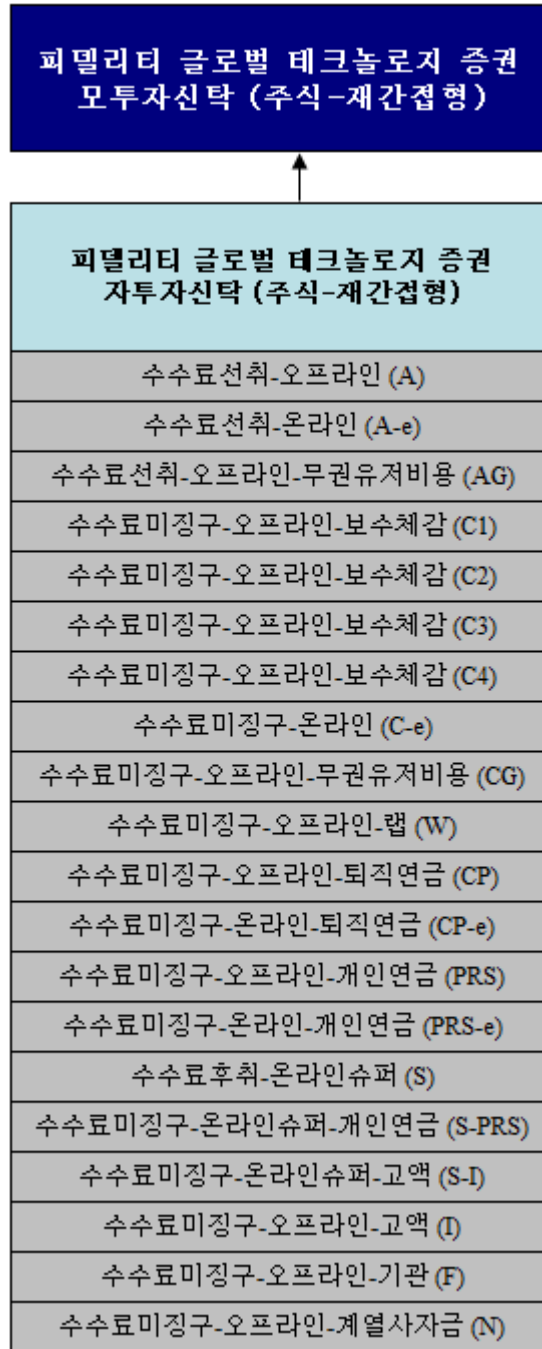 피델리티 글로벌 테크놀로지 증권
모투자신탁 (주식-재간접형)
피델리티 글로벌 테크놀로지 증권
자투자신탁 (주식-재간접형)
수수료선취-오프라인 (A)
수수료선취-온라인 (A-e)
수수료선취-오프라인-무권유저비용 (AG)
수수료미징구-오프라인-보수체감 (C1)
수수료미징구-오프라인-보수체감 (C2)
수수료미징구-오프라인-보수체감 (C3)
수수료미징구-오프라인-보수체감 (C4)
수수료미징구-온라인 (C-e)
수수료미징구-오프라인-무권유저비용 (CG)
수수료미징구-오프라인-랩 (W)
수수료미징구-오프라인-퇴직연금 (CP)
수수료미징구-온라인-퇴직연금 (CP-e)
수수료미징구-오프라인-개인연금 (PRS)
수수료미징구-온라인-개인연금 (PRS-e)
수수료후취-온라인슈퍼 (S)
수수료미징구-온라인슈퍼-개인연금 (S-PRS)
수수료미징구-온라인슈퍼-고액 (S-I)
수수료미징구-오프라인-고액 (I)
수수료미징구-오프라인-기관 (F)
수수료미징구-오프라인-계열사자금 (N)